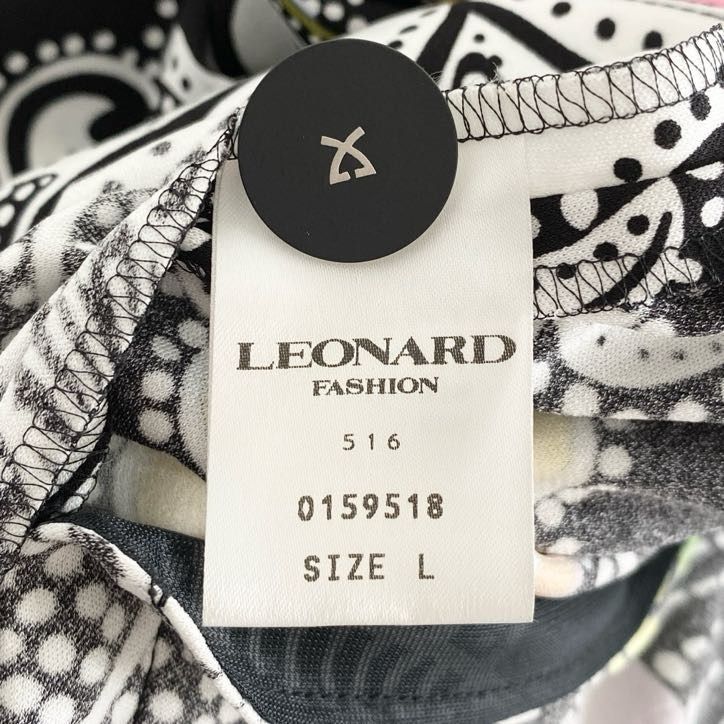 LEONARD
FASHION
516
0159518
SIZE L